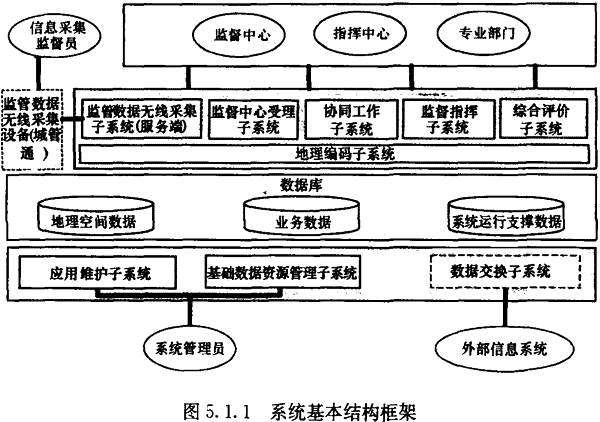 信息采集
监督员
监督中心
指挥中心
专业部门
监管数据
无线采集
设备(城管
通 )
监管数据无线采集
子系统(服务端)
监督中心受理
子系统
协同工作
子系统
监督指挥
子系统
综合评价
子系统
地理编码子系统
数据库
地理空间数据
业务数据
系统运行支撑数据
应用维护子系统
基础数据资源管理子系统
数据交换子系统
系统管理员
外部信息系统
图 5.1.1 系统基本结构框架